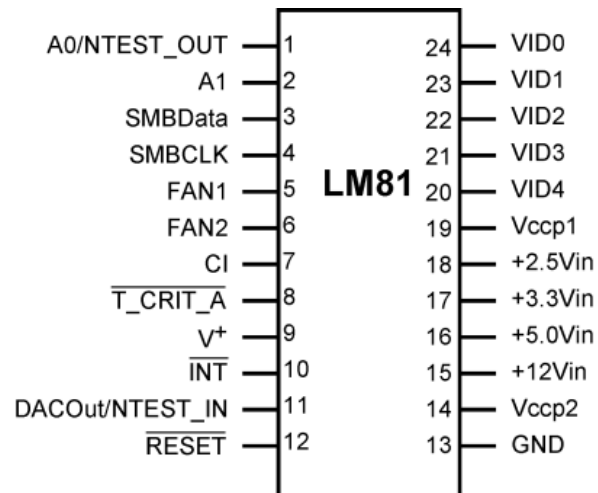 A0/NTEST_OUT 1 24 VID0
A1 2 23 VID1
SMBData 3 22 VID2
SMBCLK 4 21 VID3
FAN1 5 LM81 20 VID4
FAN2 6 19 Vccp1
CI 7 18 +2.5Vin
T_CRIT_A 8 17 +3.3Vin
V+ 9 16 +5.0Vin
INT 10 15 +12Vin
DACOut/NTEST_IN 11 14 Vccp2
RESET 12 13 GND